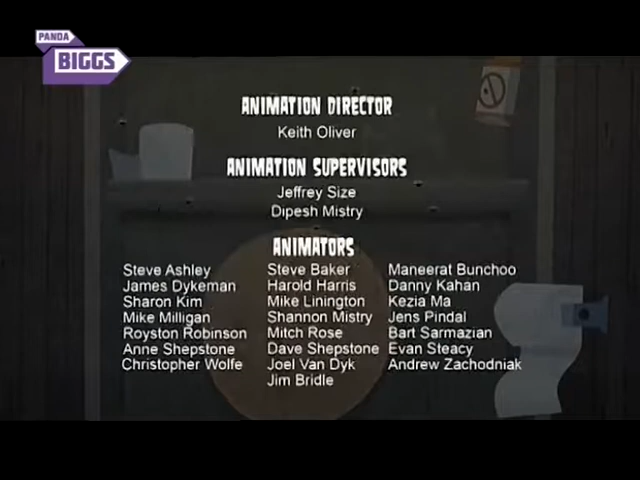 PANDA
BIGGS
ANIMATION DIRECTOR
Keith Oliver
ANIMATION SUPERVISORS
Jeffrey Size
Dipesh Mistry
ANIMATORS
Steve Ashley Steve Baker Maneerat Bunchoo
James Dykeman Harold Harris Danny Kahan
Sharon Kim Mike Linington Kezia Ma
Mike Milligan Shannon Mistry Jens Pindal
Royston Robinson Mitch Rose Bart Sarmazian
Anne Shepstone Dave Shepstone Evan Steacy
Christopher Wolfe Joel Van Dyk Andrew Zachodniak
Jim Bridle